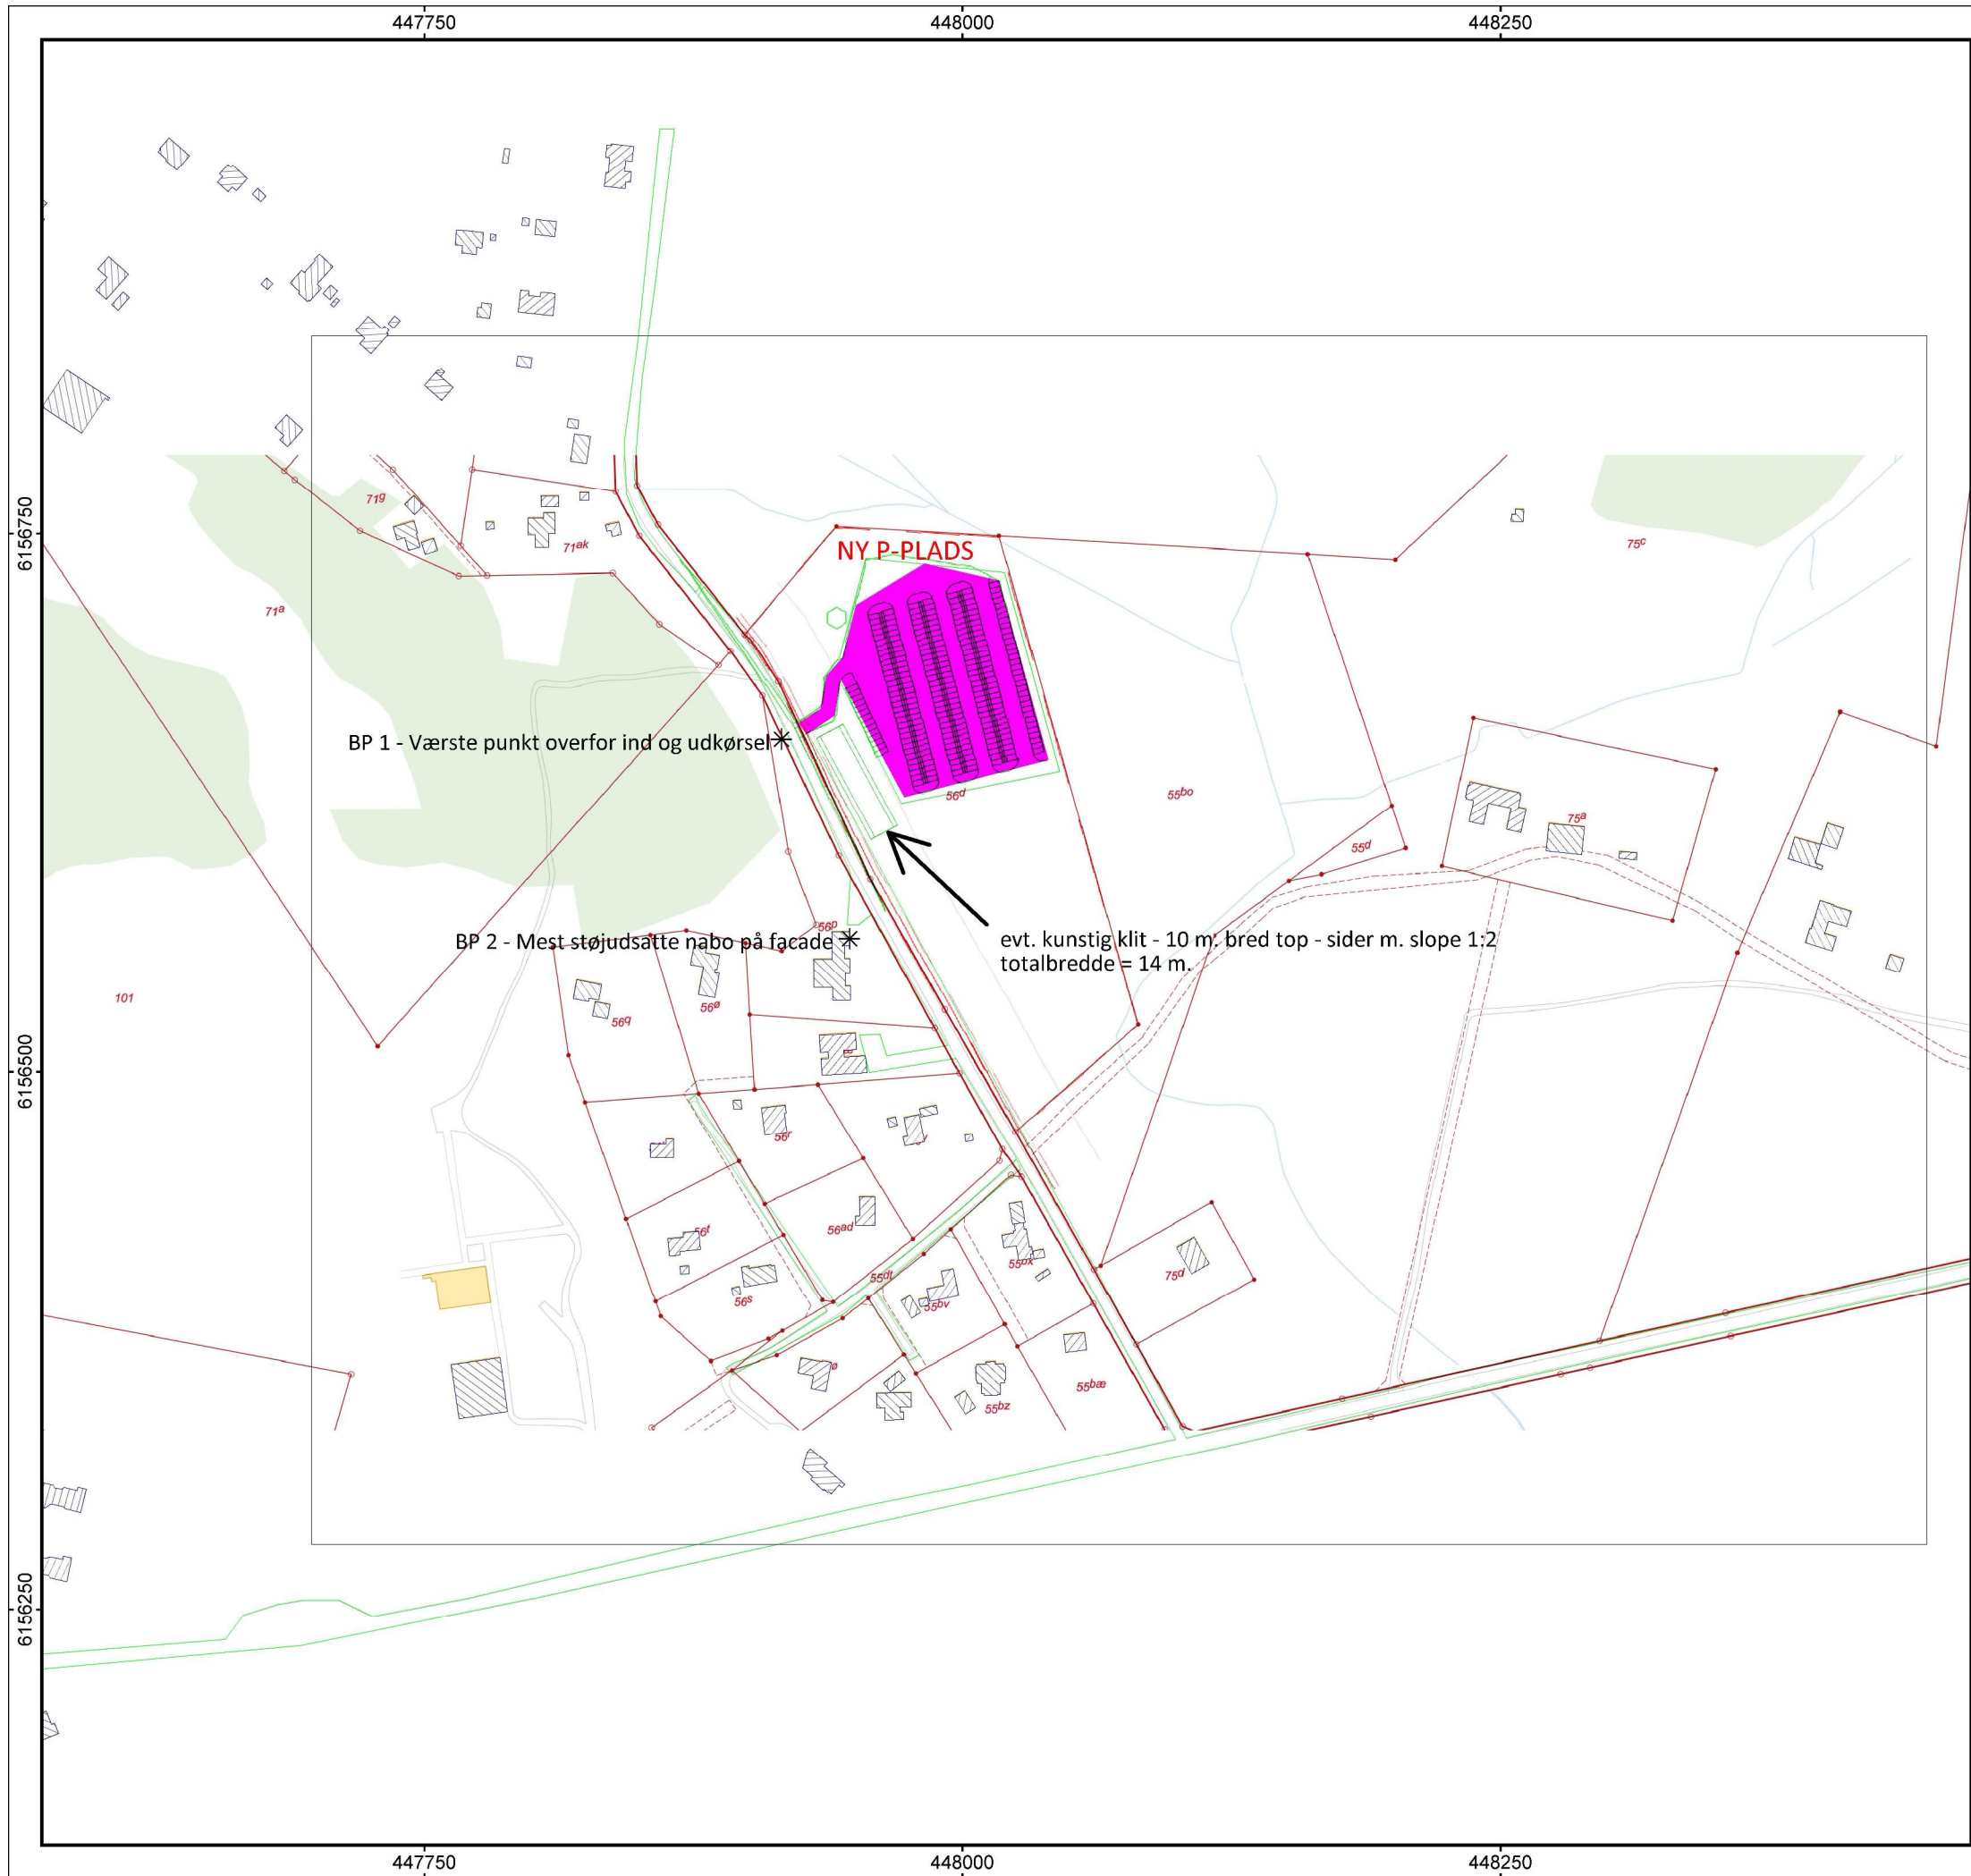 447750
448000
448250
6156750
71g
71ak
NY P-PLADS
75c
71a
BP 1 - Værste punkt overfor ind og udkørsel
56d
55bo
75a
55d
56p
BP 2 - Mest støjudsatte nabo på facade
evt. kunstig klit - 10 m. bred top - sider m. slope 1:2
totalbredde = 14 m.
101
56ø
56q
6156500
56r
56t
56ad
55bx
75d
55dt
56s
55bv
55bæ
55bz
6156250
447750
448000
448250